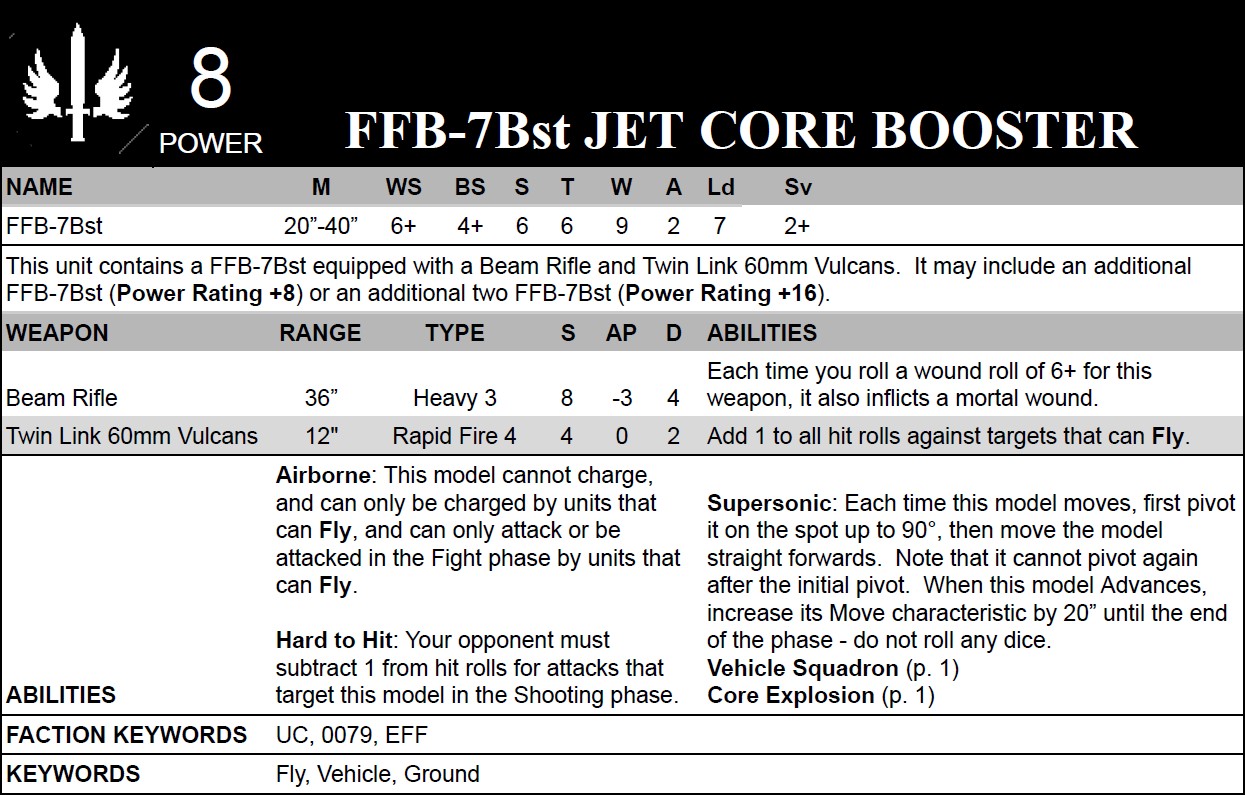 8
POWER
FFB-7Bst JET CORE BOOSTER
NAME M WS BS S T W A Ld Sv
FFB-7Bst 20”-40” 6+ 4+ 6 6 9 2 7 2+
This unit contains a FFB-7Bst equipped with a Beam Rifle and Twin Link 60mm Vulcans. It may include an additional
FFB-7Bst (Power Rating +8) or an additional two FFB-7Bst (Power Rating +16).
WEAPON RANGE TYPE S AP D ABILITIES
Each time you roll a wound roll of 6+ for this
Beam Rifle 36” Heavy 3 8 -3 4 weapon, it also inflicts a mortal wound.
Twin Link 60mm Vulcans 12" Rapid Fire 4 4 0 2 Add 1 to all hit rolls against targets that can Fly.
ABILITIES
Airborne: This model cannot charge,
and can only be charged by units that
can Fly, and can only attack or be
attacked in the Fight phase by units that
can Fly.
Hard to Hit: Your opponent must
subtract 1 from hit rolls for attacks that
target this model in the Shooting phase.
Supersonic: Each time this model moves, first pivot
it on the spot up to 90°, then move the model
straight forwards. Note that it cannot pivot again
after the initial pivot. When this model Advances,
increase its Move characteristic by 20” until the end
of the phase - do not roll any dice.
Vehicle Squadron (p. 1)
Core Explosion (p. 1)
FACTION KEYWORDS UC, 0079, EFF
KEYWORDS Fly, Vehicle, Ground